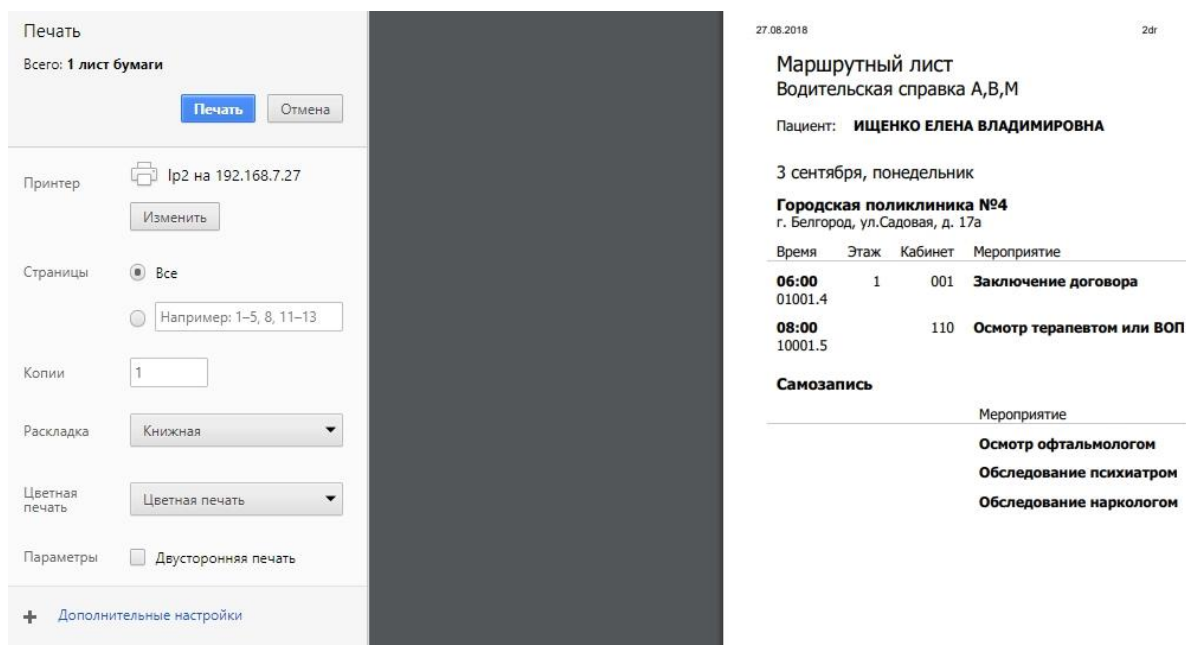 Печать
Всего: 1 лист бумаги
Печать
Отмена
Принтер
lp2 на 192.168.7.27
Изменить
Страницы
Все
Например: 1–5, 8, 11–13
Копии
1
Раскладка
Книжная
Цветная печать
Цветная печать
Параметры
Двусторонняя печать
Дополнительные настройки
27.08.2018 2dr
Маршрутный лист
Водительская справка А,В,М
Пациент: ИЩЕНКО ЕЛЕНА ВЛАДИМИРОВНА
3 сентября, понедельник
Городская поликлиника №4
г. Белгород, ул.Садовая, д. 17а
Время Этаж Кабинет Мероприятие
06:00 1 001 Заключение договора
01001.4
08:00 110 Осмотр терапевтом или ВОП
10001.5
Самозапись
Мероприятие
Осмотр офтальмологом
Обследование психиатром
Обследование наркологом